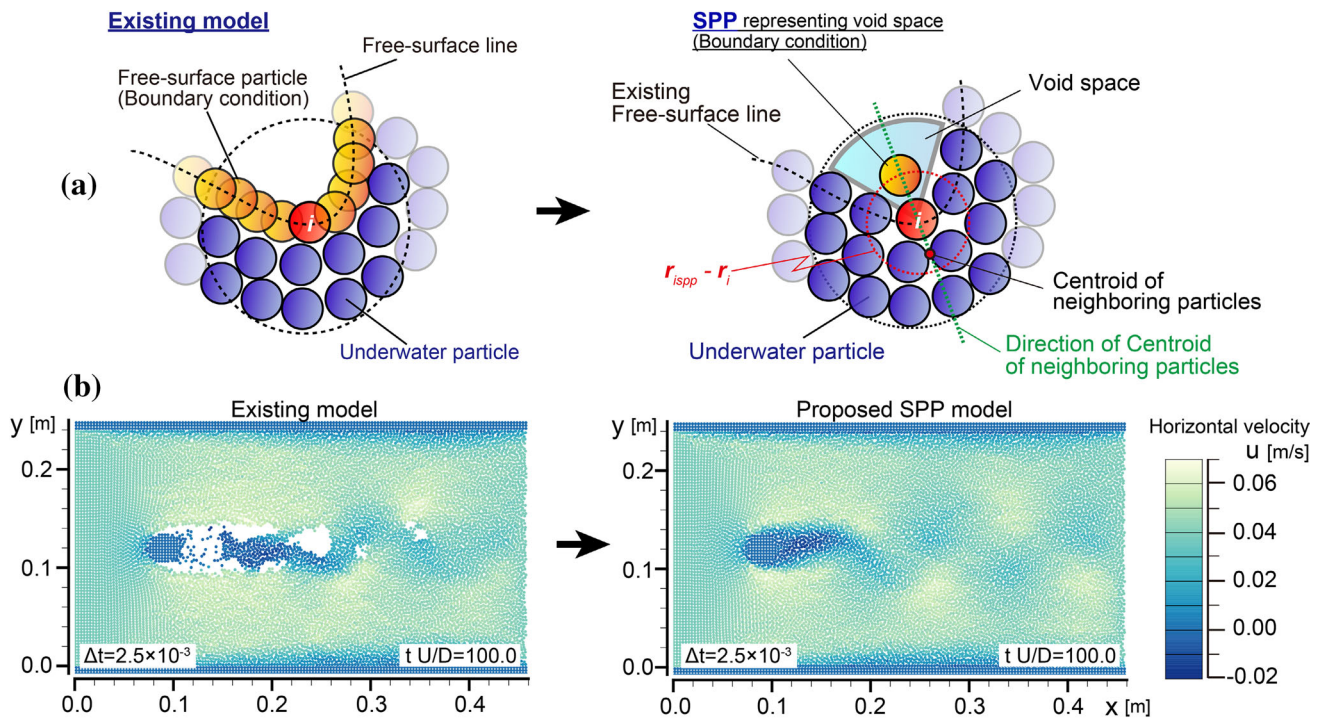 Existing model
Free-surface line
Free-surface particle
(Boundary condition)
(a)
i
Underwater particle
SPP representing void space
(Boundary condition)
Void space
Existing
Free-surface line
i
r_ispp - r_i
Centroid of
neighboring particles
Underwater particle
Direction of Centroid
of neighboring particles
(b)
Existing model
y [m]
0.2
0.1
0.0
Δt=2.5×10⁻³
t U/D=100.0
0.0 0.1 0.2 0.3 0.4
Proposed SPP model
y [m]
0.2
0.1
0.0
Δt=2.5×10⁻³
t U/D=100.0
0.0 0.1 0.2 0.3 0.4 x [m]
Horizontal velocity
u [m/s]
0.06
0.04
0.02
0.00
-0.02